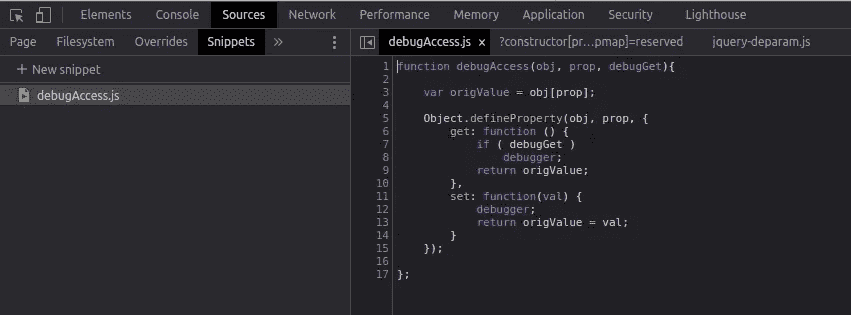 Elements Console Sources Network Performance Memory Application Security Lighthouse
Page Filesystem Overrides Snippets » debugAccess.js × ?constructor[pr…pmap]=reserved jquery-deparam.js
+ New snippet
debugAccess.js
1 function debugAccess(obj, prop, debugGet){
2
3 var origValue = obj[prop];
4
5 Object.defineProperty(obj, prop, {
6 get: function () {
7 if ( debugGet )
8 debugger;
9 return origValue;
10 },
11 set: function(val) {
12 debugger;
13 return origValue = val;
14 }
15 });
16
17 };